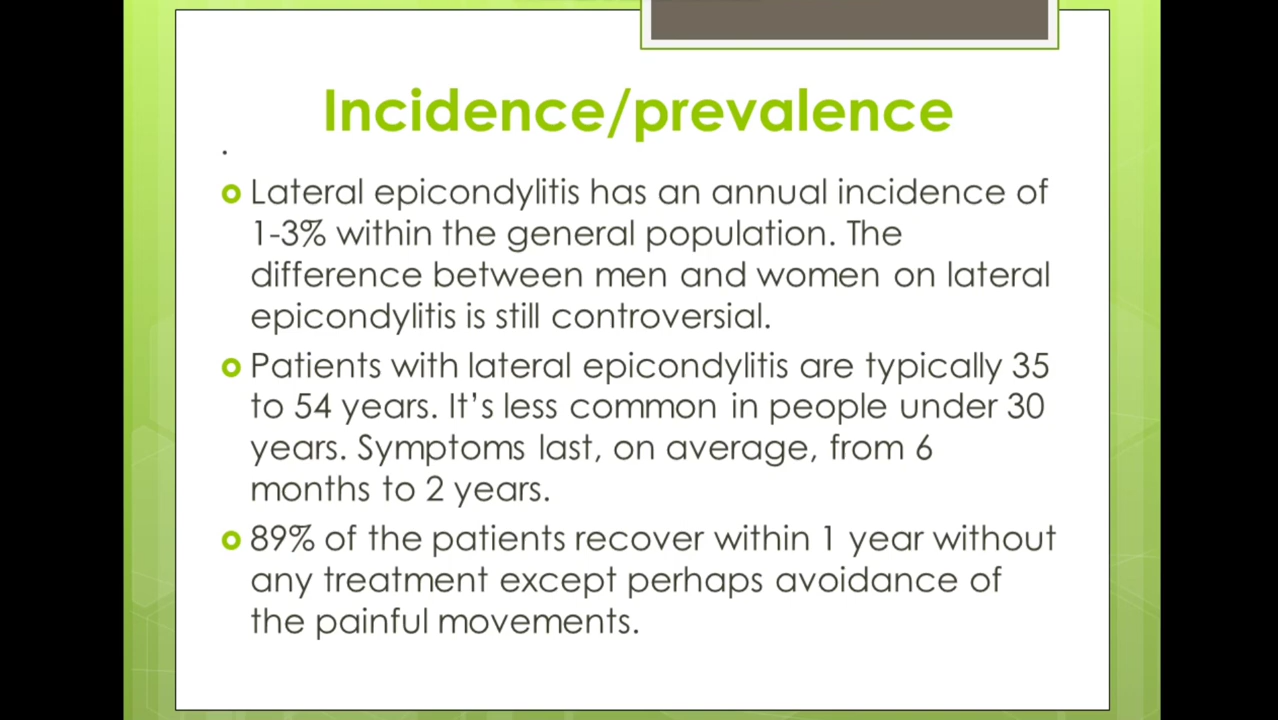 Incidence/prevalence
.
Lateral epicondylitis has an annual incidence of
1-3% within the general population. The
difference between men and women on lateral
epicondylitis is still controversial.
Patients with lateral epicondylitis are typically 35
to 54 years. It’s less common in people under 30
years. Symptoms last, on average, from 6
months to 2 years.
89% of the patients recover within 1 year without
any treatment except perhaps avoidance of
the painful movements.